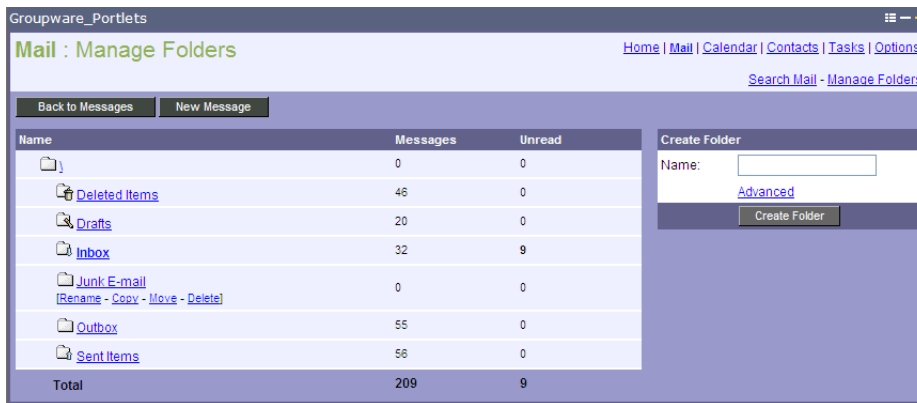 Groupware_Portlets
Mail : Manage Folders
Home | Mail | Calendar | Contacts | Tasks | Options
Search Mail - Manage Folders
Back to Messages New Message
Name Messages Unread
\ 0 0
Deleted Items 46 0
Drafts 20 0
Inbox 32 9
Junk E-mail 0 0
[Rename - Copy - Move - Delete]
Outbox 55 0
Sent Items 56 0
Total 209 9
Create Folder
Name:
Advanced
Create Folder